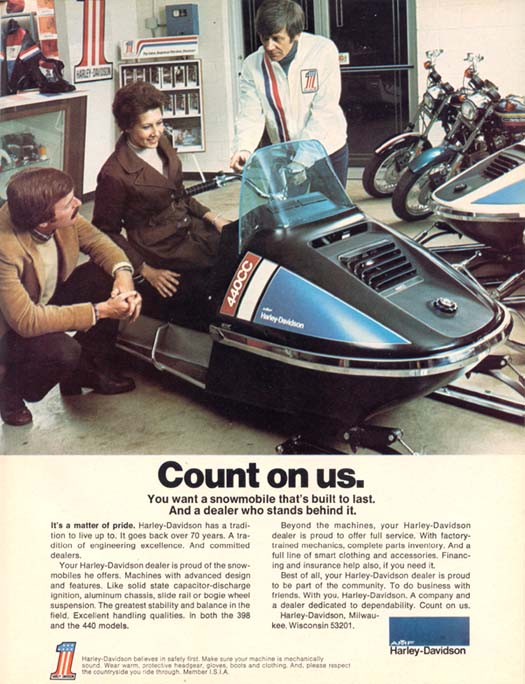 1
HARLEY-DAVIDSON
1
440CC
AMF
Harley-Davidson
Count on us.
You want a snowmobile that's built to last.
And a dealer who stands behind it.
It's a matter of pride. Harley-Davidson has a tradi-
tion to live up to. It goes back over 70 years. A tra-
dition of engineering excellence. And committed
dealers.
Your Harley-Davidson dealer is proud of the snow-
mobiles he offers. Machines with advanced design
and features. Like solid state capacitor-discharge
ignition, aluminum chassis, slide rail or bogie wheel
suspension. The greatest stability and balance in the
field. Excellent handling qualities. in both the 398
and the 440 models.
Beyond the machines, your Harley-Davidson
dealer is proud to offer full service. With factory-
trained mechanics, complete parts inventory. And a
full line of smart clothing and accessories. Financ-
ing and insurance help also, if you need it.
Best of all, your Harley-Davidson dealer is proud
to be part of the community. To do business with
friends. With you. Harley-Davidson. A company and
a dealer dedicated to dependability. Count on us.
Harley-Davidson, Milwau-
kee, Wisconsin 53201.
AMF
Harley-Davidson
1
HARLEY-DAVIDSON
Harley-Davidson believes in safety first. Make sure your machine is mechanically
sound. Wear warm, protective headgear, gloves, boots and clothing. And, please respect
the countryside you ride through. Member I.S.I.A.